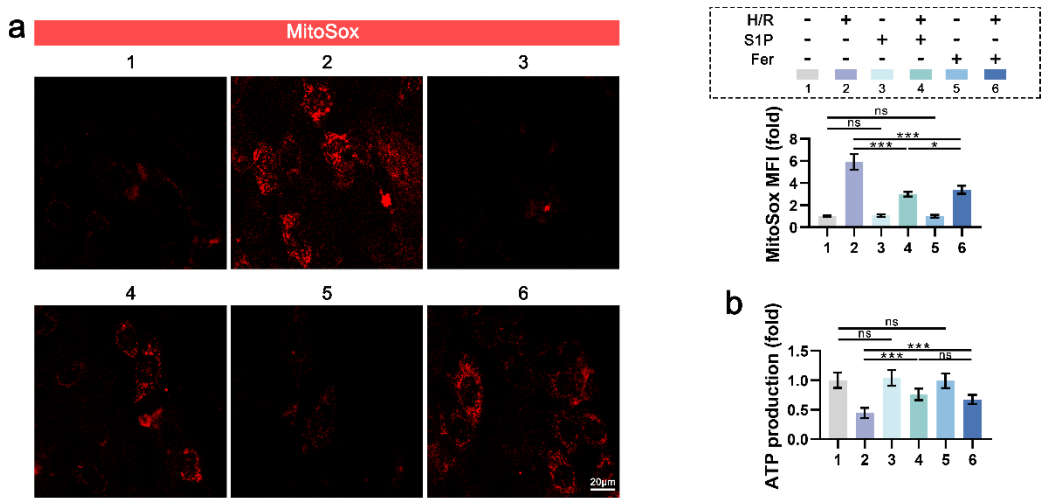 a
MitoSox
1 2 3
4 5 6
20μm
H/R - + - + - +
S1P - - + + - -
Fer - - - - + +
1 2 3 4 5 6
MitoSox MFI (fold)
ns
ns
***
*** *
8
6
4
2
0
1 2 3 4 5 6
b
ATP production (fold)
ns
ns
***
*** ns
1.5
1.0
0.5
0.0
1 2 3 4 5 6